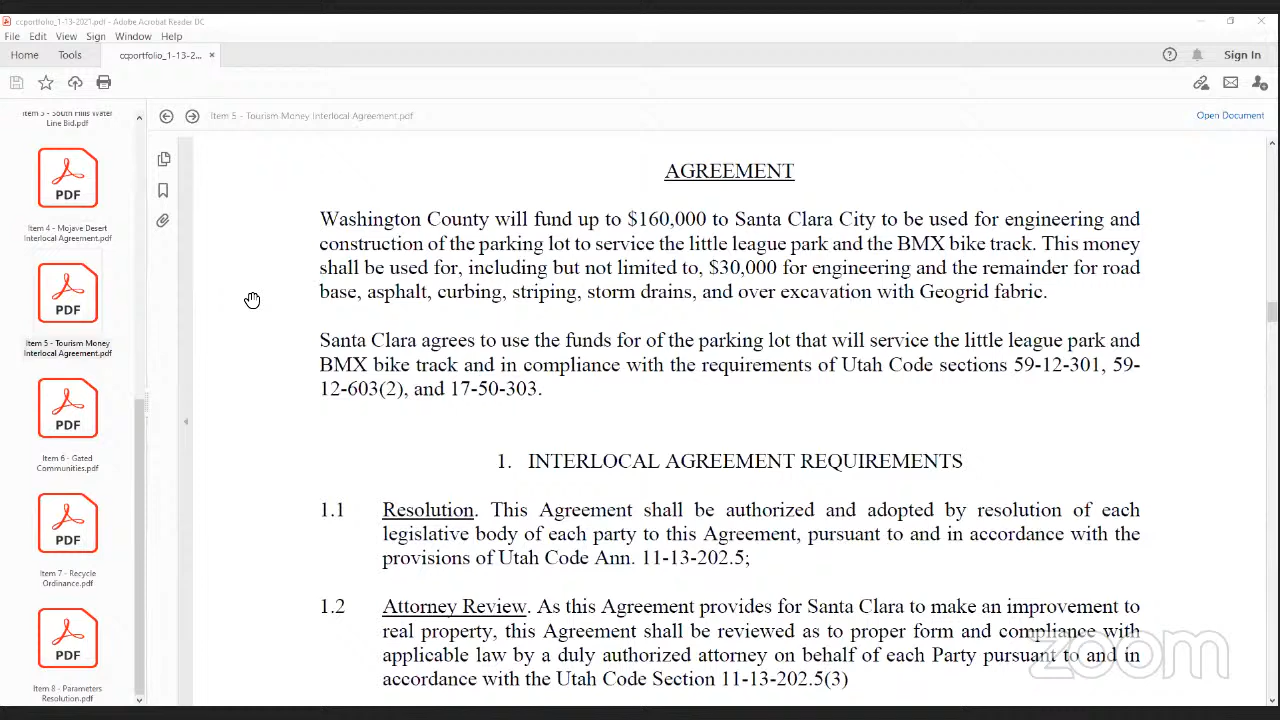 ccportfolio_1-13-2021.pdf - Adobe Acrobat Reader DC
File Edit View Sign Window Help
Home Tools ccportfolio_1-13-2... × Sign In
Item 5 - Tourism Money Interlocal Agreement.pdf Open Document
Item 3 - South Hills Water
Line Bid.pdf
PDF
Item 4 - Mojave Desert
Interlocal Agreement.pdf
PDF
Item 5 - Tourism Money
Interlocal Agreement.pdf
PDF
Item 6 - Gated
Communities.pdf
PDF
Item 7 - Recycle
Ordinance.pdf
PDF
Item 8 - Parameters
Resolution.pdf
AGREEMENT
Washington County will fund up to $160,000 to Santa Clara City to be used for engineering and
construction of the parking lot to service the little league park and the BMX bike track. This money
shall be used for, including but not limited to, $30,000 for engineering and the remainder for road
base, asphalt, curbing, striping, storm drains, and over excavation with Geogrid fabric.
Santa Clara agrees to use the funds for of the parking lot that will service the little league park and
BMX bike track and in compliance with the requirements of Utah Code sections 59-12-301, 59-
12-603(2), and 17-50-303.
1. INTERLOCAL AGREEMENT REQUIREMENTS
1.1 Resolution. This Agreement shall be authorized and adopted by resolution of each
legislative body of each party to this Agreement, pursuant to and in accordance with the
provisions of Utah Code Ann. 11-13-202.5;
1.2 Attorney Review. As this Agreement provides for Santa Clara to make an improvement to
real property, this Agreement shall be reviewed as to proper form and compliance with
applicable law by a duly authorized attorney on behalf of each Party pursuant to and in
accordance with the Utah Code Section 11-13-202.5(3)
zoom